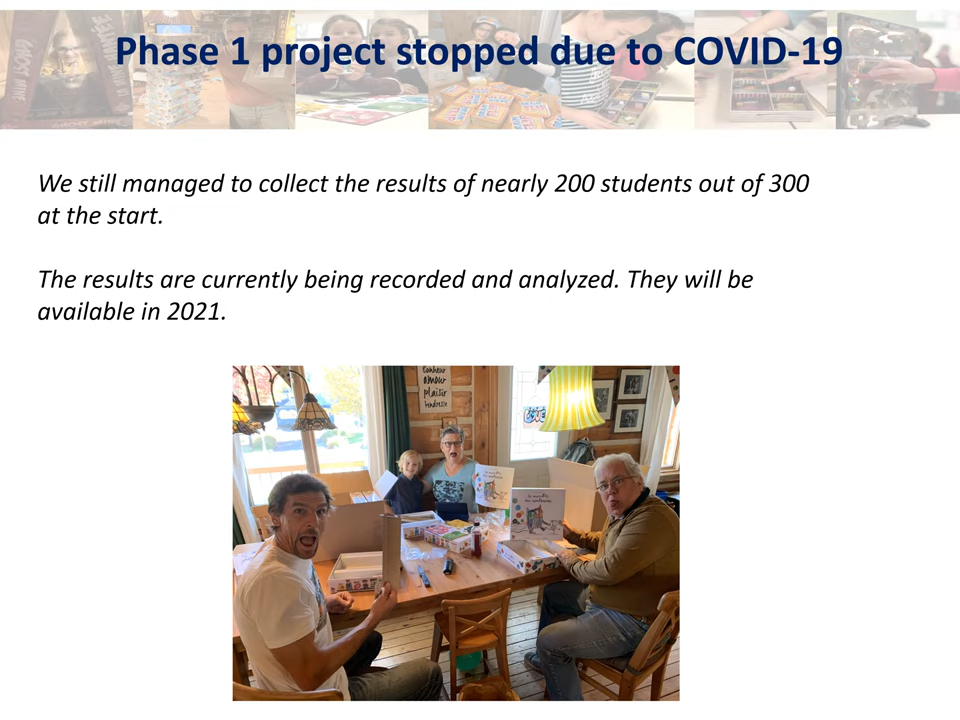 Phase 1 project stopped due to COVID-19
We still managed to collect the results of nearly 200 students out of 300
at the start.
The results are currently being recorded and analyzed. They will be
available in 2021.
bonheur
amour
plaisir
tendresse